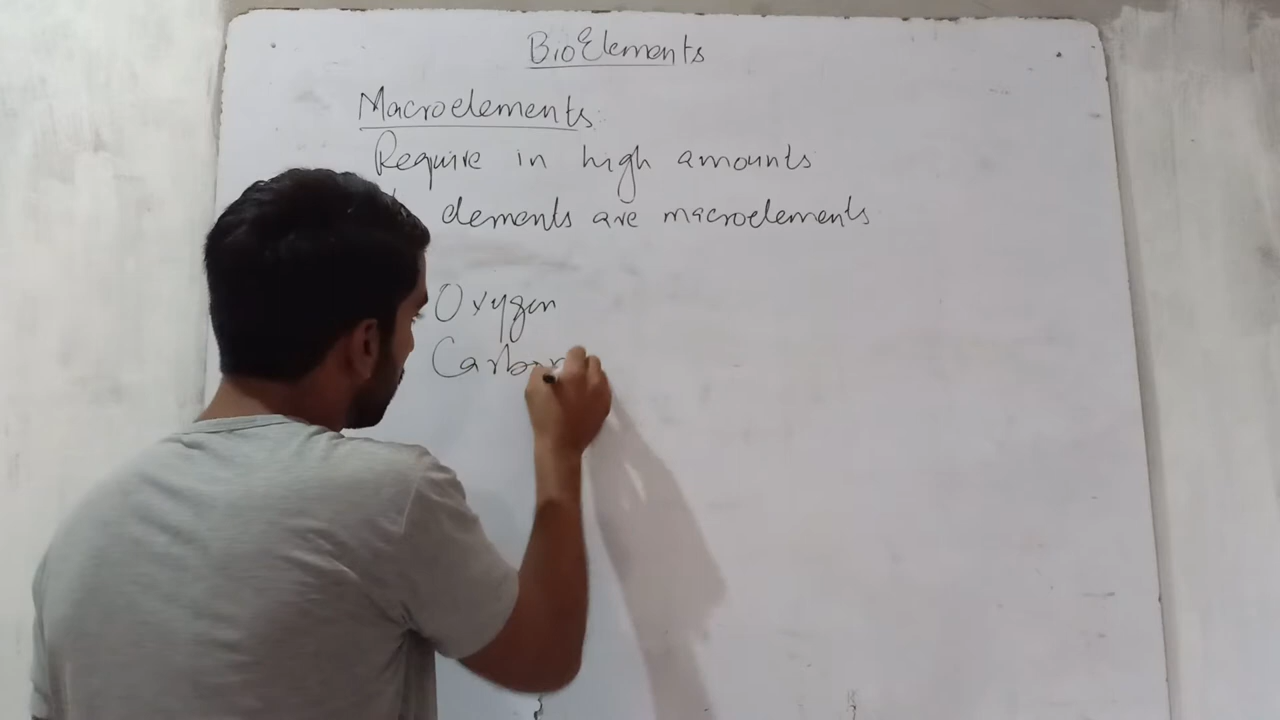 BioElements
Macroelements
Require in high amounts
elements are macroelements
Oxygen
Carbon